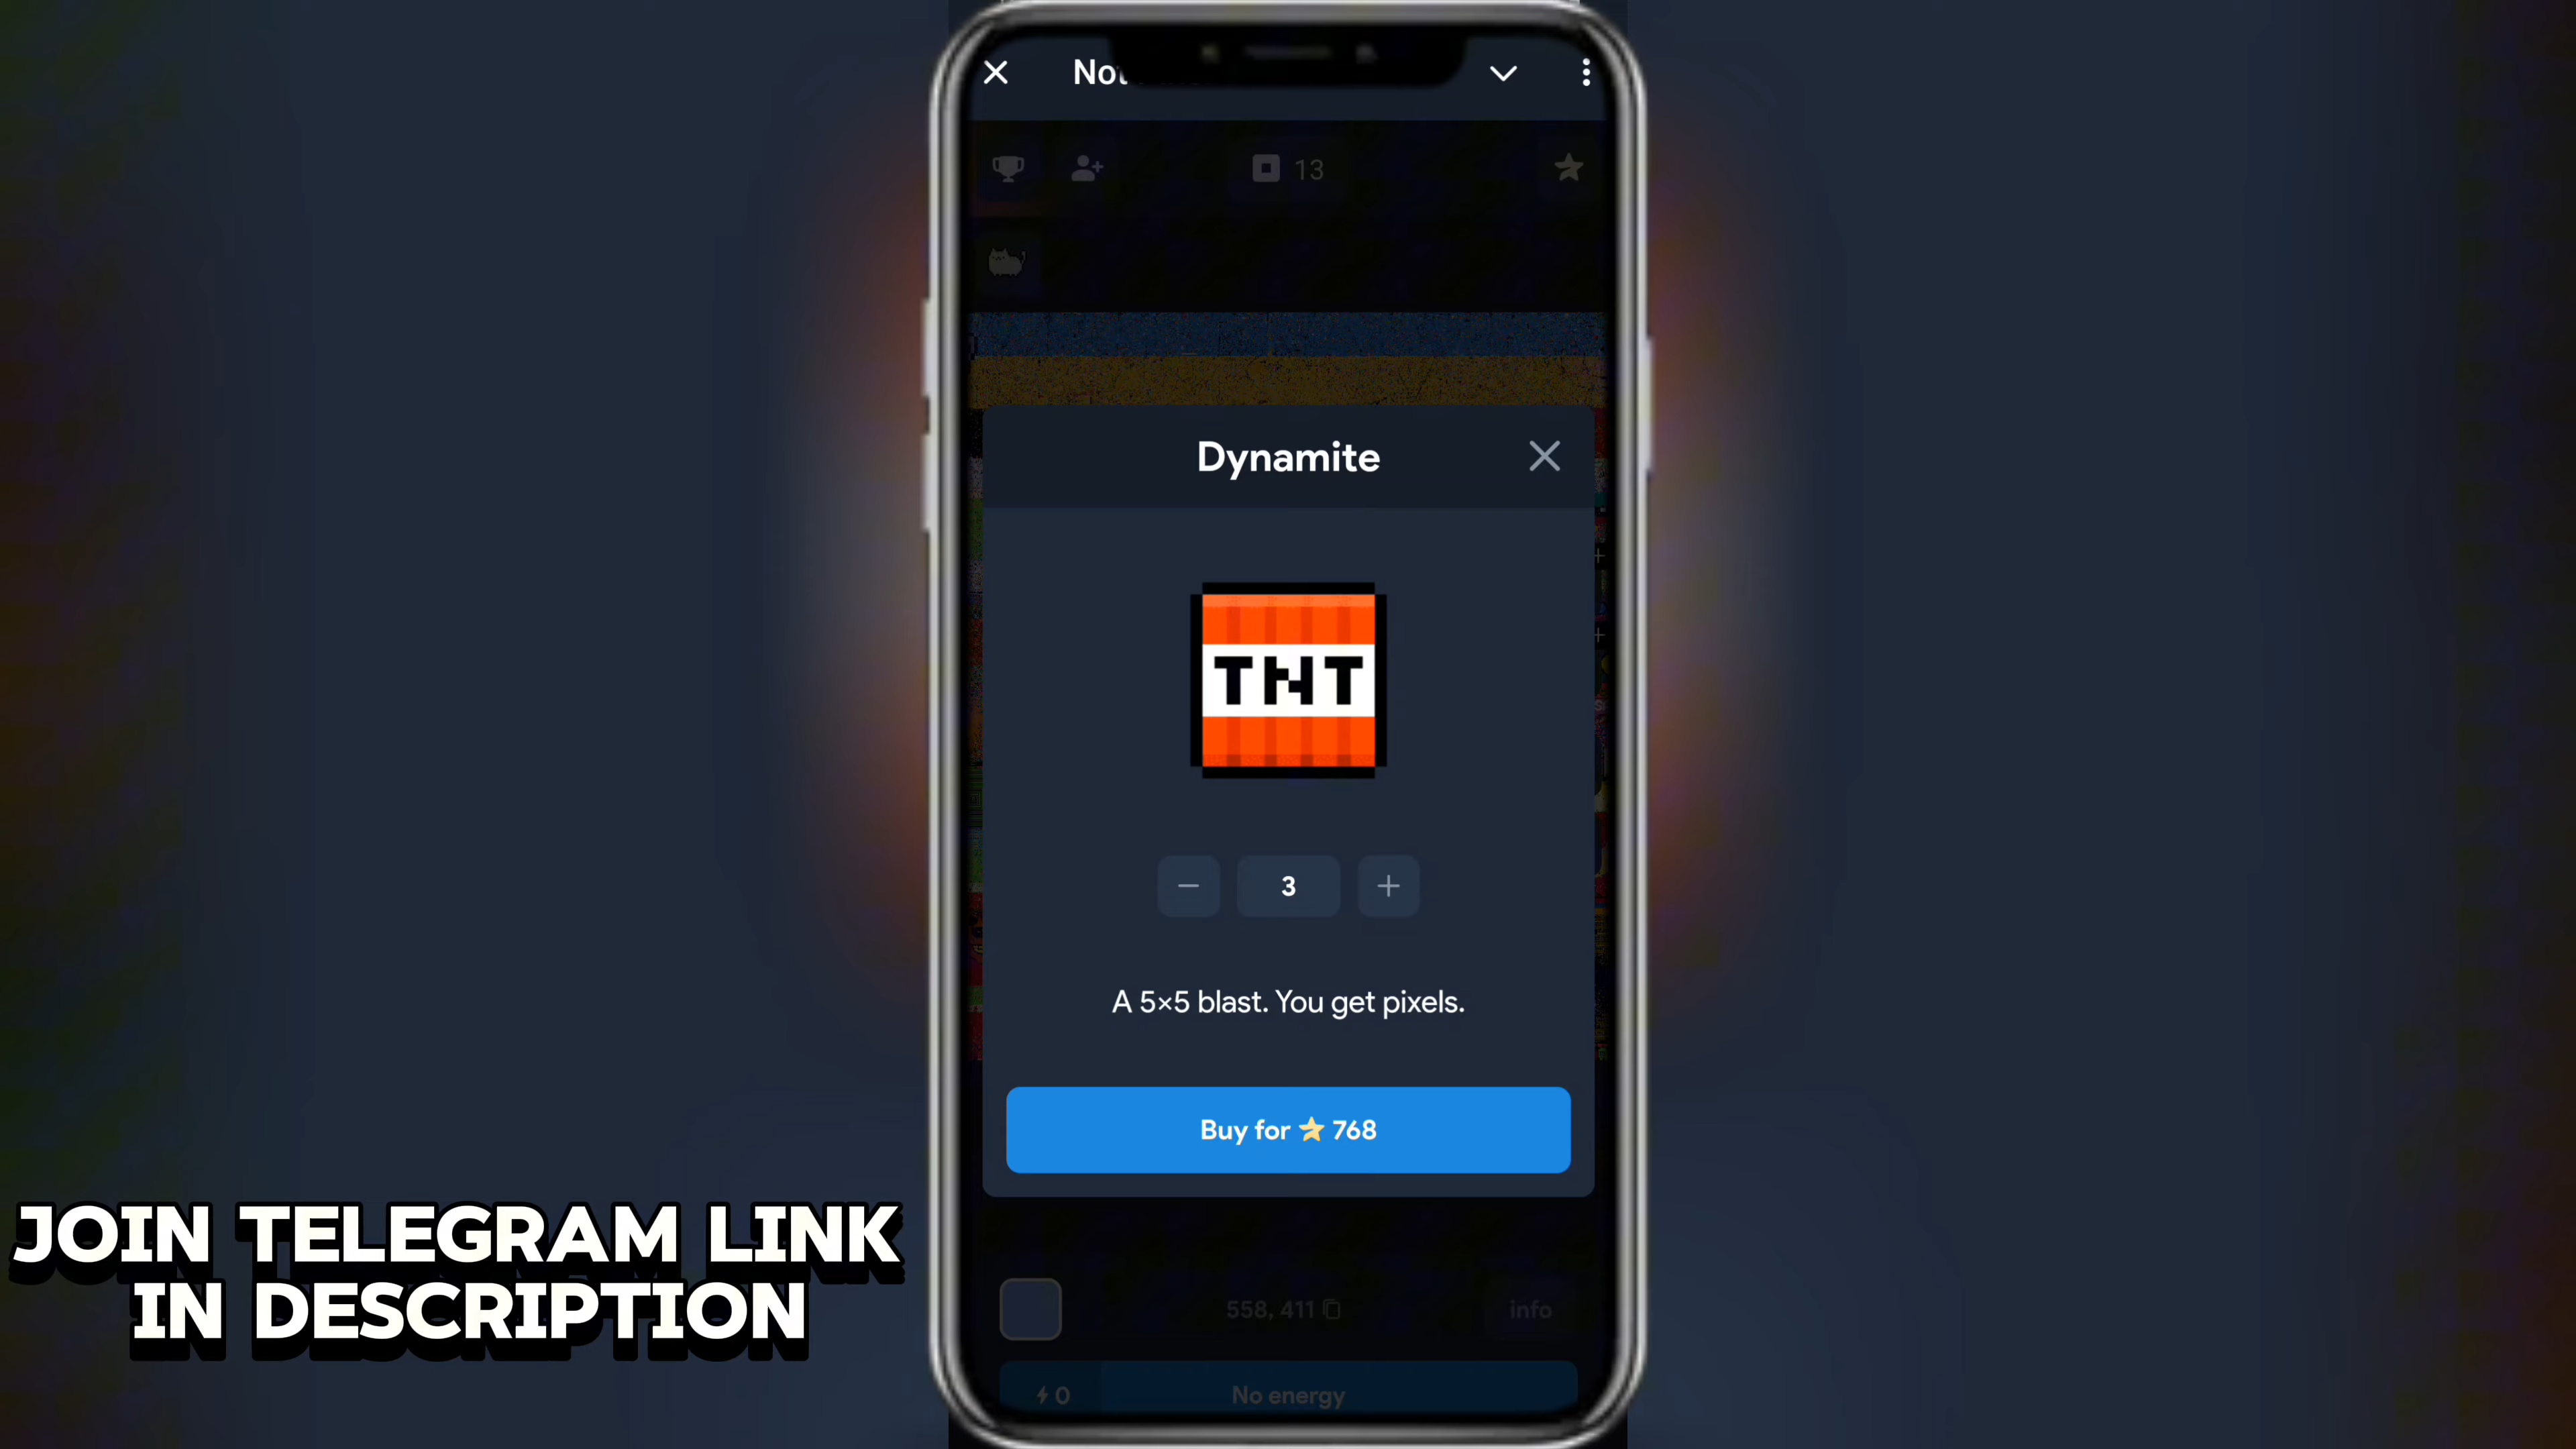 13
Dynamite
TNT
3
A 5×5 blast. You get pixels.
Buy for 768
JOIN TELEGRAM LINK
IN DESCRIPTION
558, 411
info
0
No energy